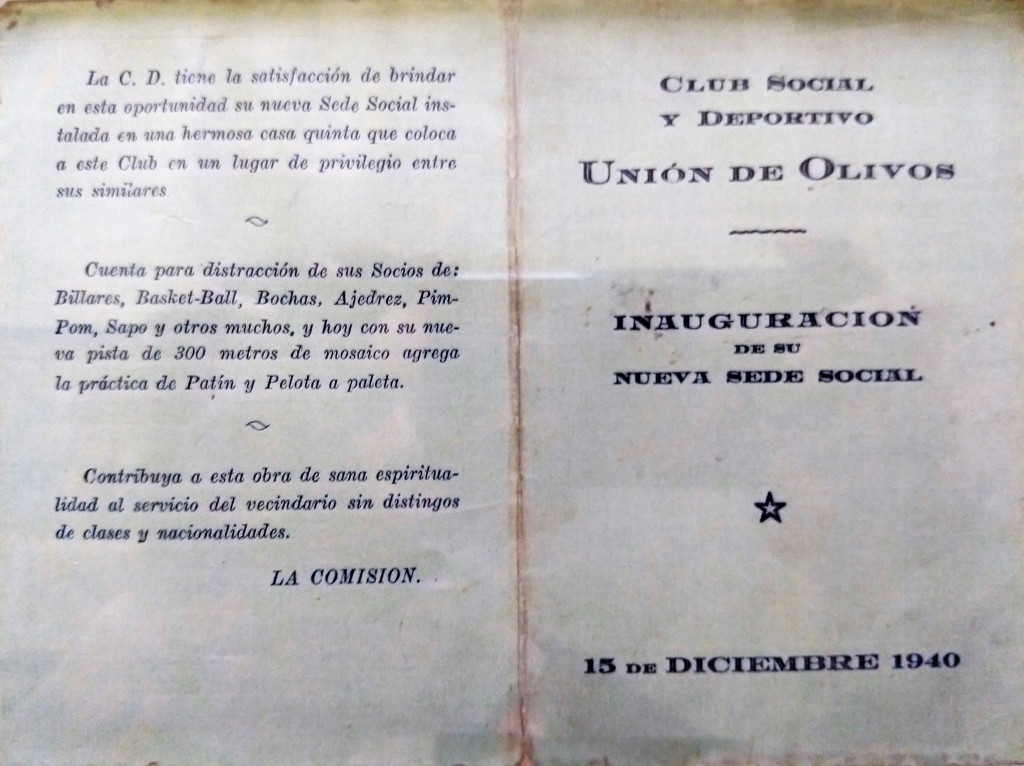 La C. D. tiene la satisfacción de brindar
en esta oportunidad su nueva Sede Social ins-
talada en una hermosa casa quinta que coloca
a este Club en un lugar de privilegio entre
sus similares
Cuenta para distracción de sus Socios de:
Billares, Basket-Ball, Bochas, Ajedrez, Pim-
Pom, Sapo y otros muchos, y hoy con su nue-
va pista de 300 metros de mosaico agrega
la práctica de Patín y Pelota a paleta.
Contribuya a esta obra de sana espiritua-
lidad al servicio del vecindario sin distingos
de clases y nacionalidades.
LA COMISION.
CLUB SOCIAL
Y DEPORTIVO
UNIÓN DE OLIVOS
INAUGURACION
DE SU
NUEVA SEDE SOCIAL
15 DE DICIEMBRE 1940